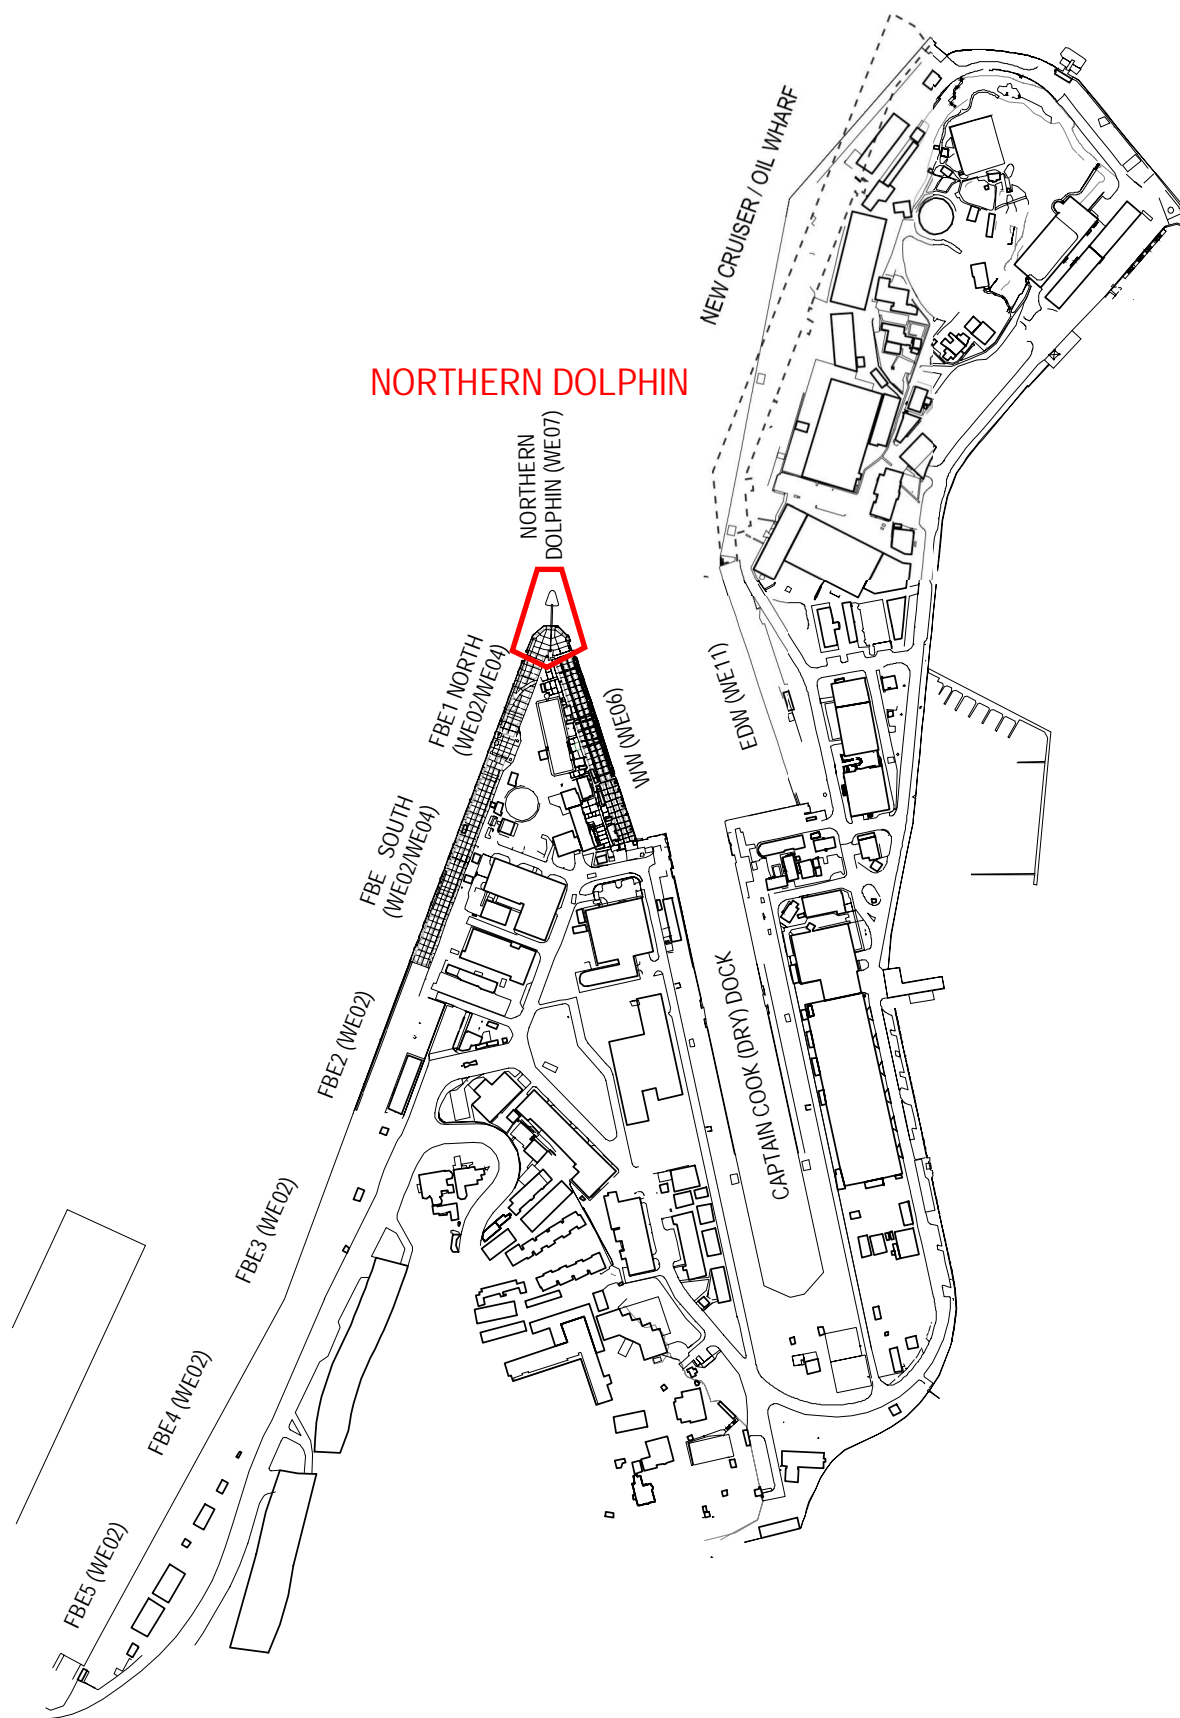 NEW CRUISER / OIL WHARF
NORTHERN DOLPHIN
NORTHERN
DOLPHIN (WE07)
FBE1 NORTH
(WE02/WE04)
WW (WE06)
EDW (WE11)
FBE SOUTH
(WE02/WE04)
FBE2 (WE02)
CAPTAIN COOK (DRY) DOCK
FBE3 (WE02)
FBE4 (WE02)
FBE5 (WE02)